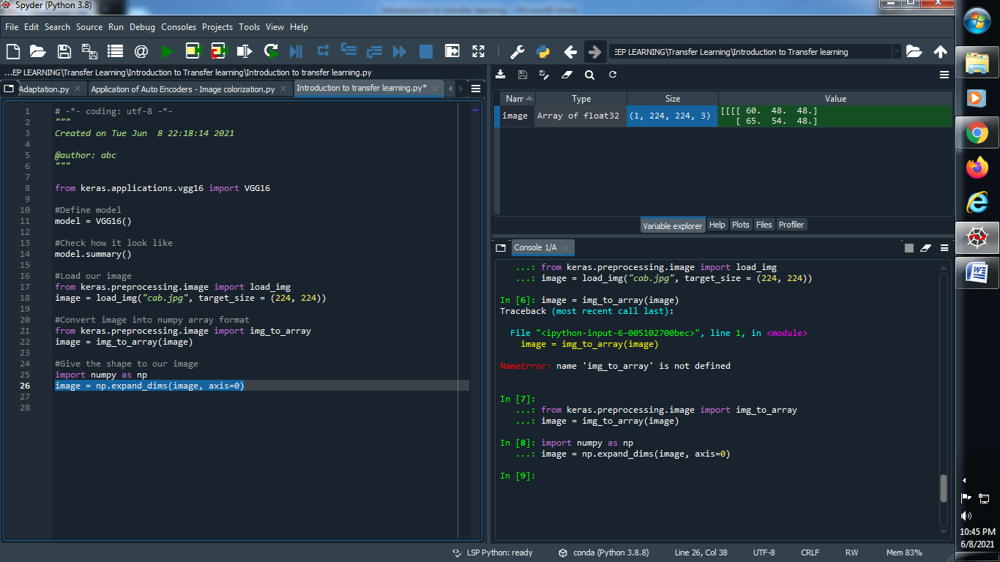 Spyder (Python 3.8)
Introduction to transfer learning - Microsoft Word
File Edit Search Source Run Debug Consoles Projects Tools View Help
EEP LEARNING\Transfer Learning\Introduction to Transfer learning
...EP LEARNING\Transfer Learning\Introduction to Transfer learning\Introduction to transfer learning.py
Adaptation.py Application of Auto Encoders - Image colorization.py Introduction to transfer learning.py*
1 # -*- coding: utf-8 -*-
2 """
3 Created on Tue Jun  8 22:18:14 2021
4
5 @author: abc
6 """
7
8 from keras.applications.vgg16 import VGG16
9
10 #Define model
11 model = VGG16()
12
13 #Check how it look like
14 model.summary()
15
16 #Load our image
17 from keras.preprocessing.image import load_img
18 image = load_img("cab.jpg", target_size = (224, 224))
19
20 #Convert image into numpy array format
21 from keras.preprocessing.image import img_to_array
22 image = img_to_array(image)
23
24 #Give the shape to our image
25 import numpy as np
26 image = np.expand_dims(image, axis=0)
27
28
Nam Type Size Value
image Array of float32 (1, 224, 224, 3) [[[[ 60.  48.  48.]
[ 65.  54.  48.]
Variable explorer Help Plots Files Profiler
Console 1/A
...: from keras.preprocessing.image import load_img
...: image = load_img("cab.jpg", target_size = (224, 224))
In [6]: image = img_to_array(image)
Traceback (most recent call last):
File "<ipython-input-6-005102700bec>", line 1, in <module>
image = img_to_array(image)
NameError: name 'img_to_array' is not defined
In [7]:
...: from keras.preprocessing.image import img_to_array
...: image = img_to_array(image)
In [8]: import numpy as np
...: image = np.expand_dims(image, axis=0)
In [9]:
LSP Python: ready conda (Python 3.8.8) Line 26, Col 38 UTF-8 CRLF RW Mem 83%
10:45 PM
6/8/2021